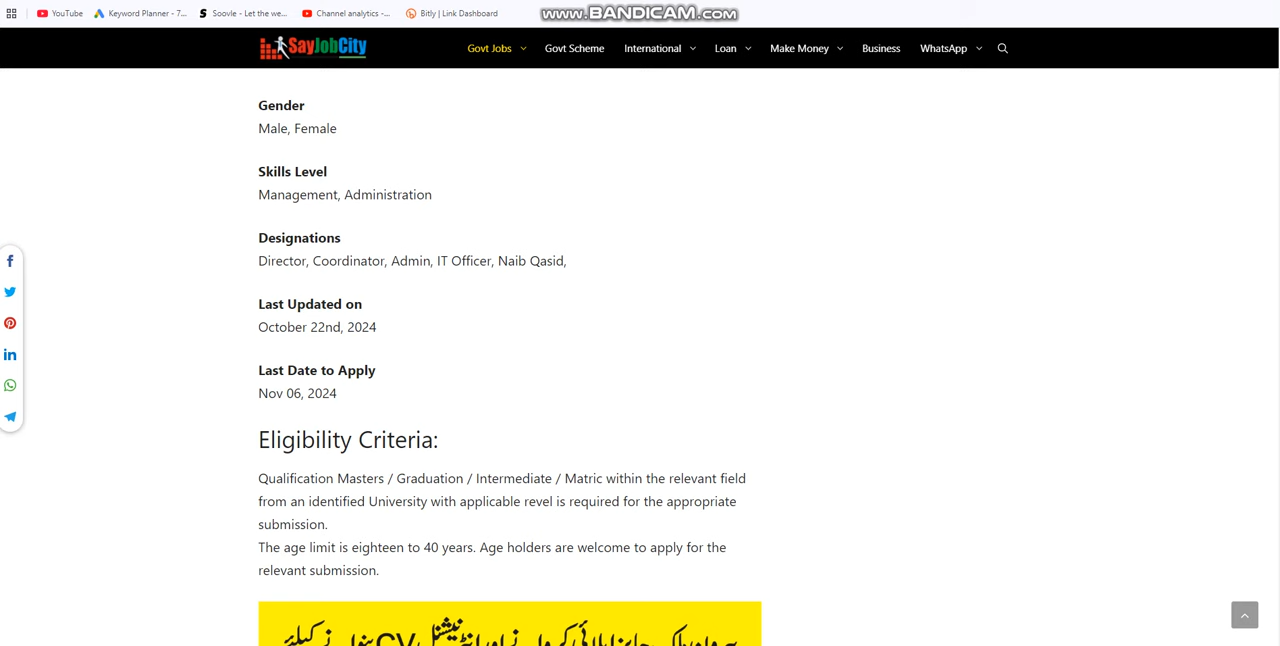 YouTube Keyword Planner - 7... Soovle - Let the we... Channel analytics -... Bitly | Link Dashboard
www.BANDICAM.com
SayJobCity Govt Jobs Govt Scheme International Loan Make Money Business WhatsApp
Gender
Male, Female
Skills Level
Management, Administration
Designations
Director, Coordinator, Admin, IT Officer, Naib Qasid,
Last Updated on
October 22nd, 2024
Last Date to Apply
Nov 06, 2024
Eligibility Criteria:
Qualification Masters / Graduation / Intermediate / Matric within the relevant field
from an identified University with applicable revel is required for the appropriate
submission.
The age limit is eighteen to 40 years. Age holders are welcome to apply for the
relevant submission.
اور انٹرنیشنل CV بنوانے کیلئے